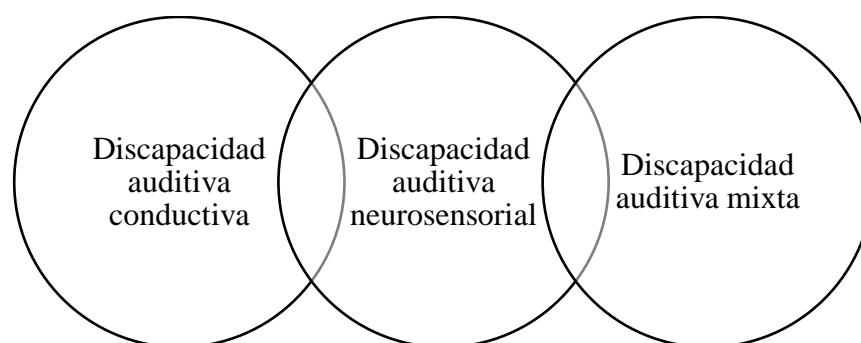 Discapacidad
auditiva
conductiva
Discapacidad
auditiva
neurosensorial
Discapacidad
auditiva mixta